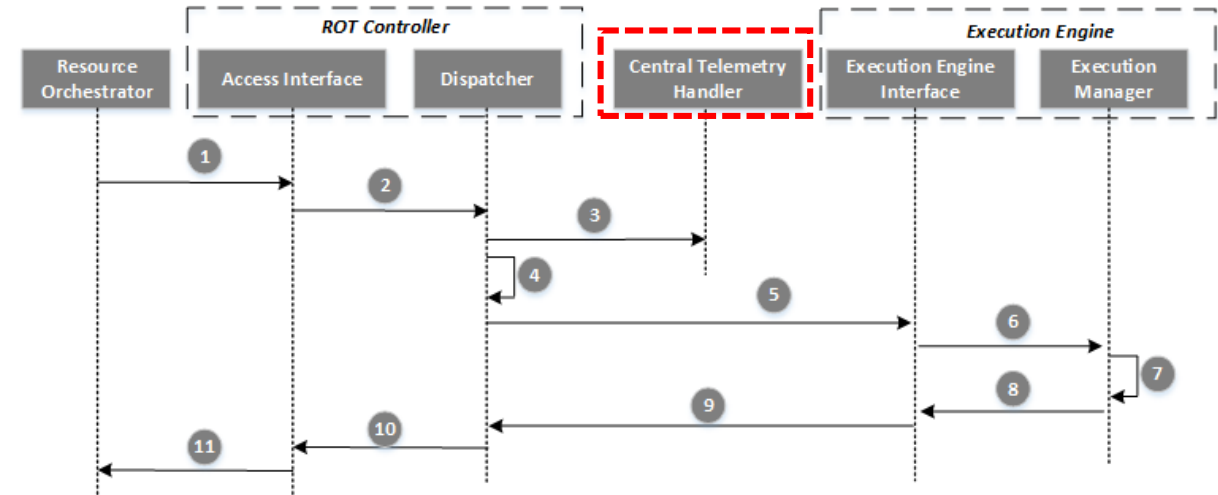 ROT Controller
Execution Engine
Resource
Orchestrator
Access Interface
Dispatcher
Central Telemetry
Handler
Execution Engine
Interface
Execution
Manager
1
2
3
4
5
6
7
8
9
10
11